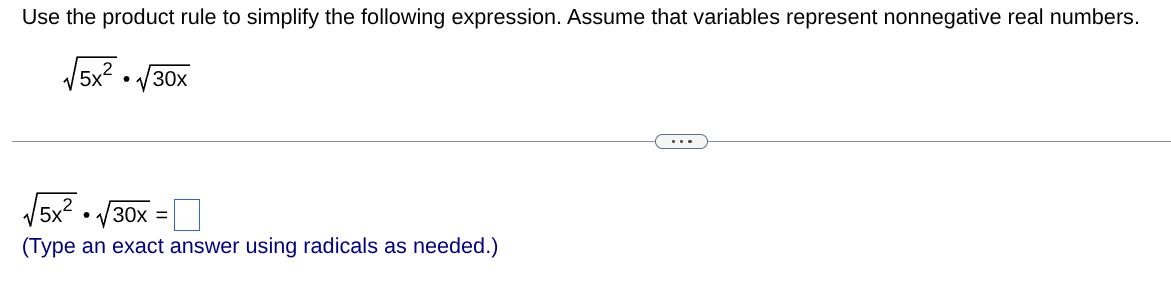 Use the product rule to simplify the following expression. Assume that variables represent nonnegative real numbers.
√5x² • √30x
√5x² • √30x =
(Type an exact answer using radicals as needed.)